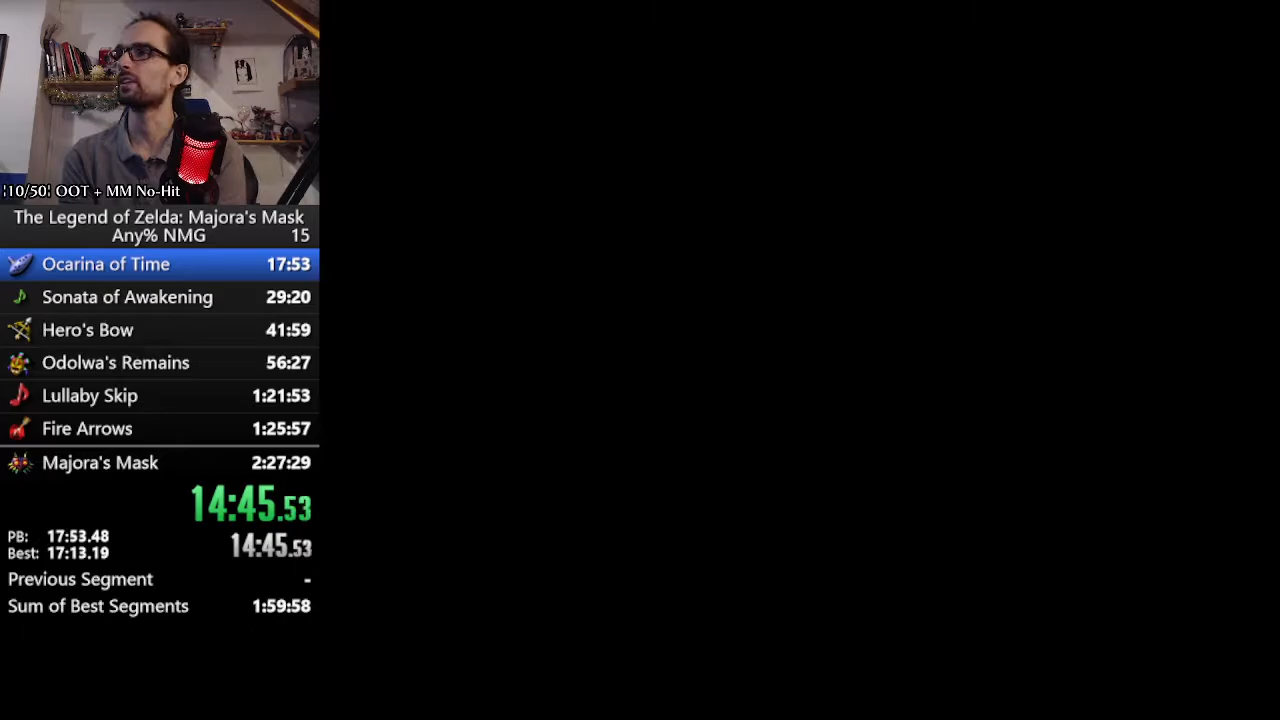 [10/50] OOT + MM No-Hit
The Legend of Zelda: Majora's Mask
Any% NMG 15
Ocarina of Time 17:53
Sonata of Awakening 29:20
Hero's Bow 41:59
Odolwa's Remains 56:27
Lullaby Skip 1:21:53
Fire Arrows 1:25:57
Majora's Mask 2:27:29
14:45.53
PB: 17:53.48
Best: 17:13.19
14:45.53
Previous Segment -
Sum of Best Segments 1:59:58